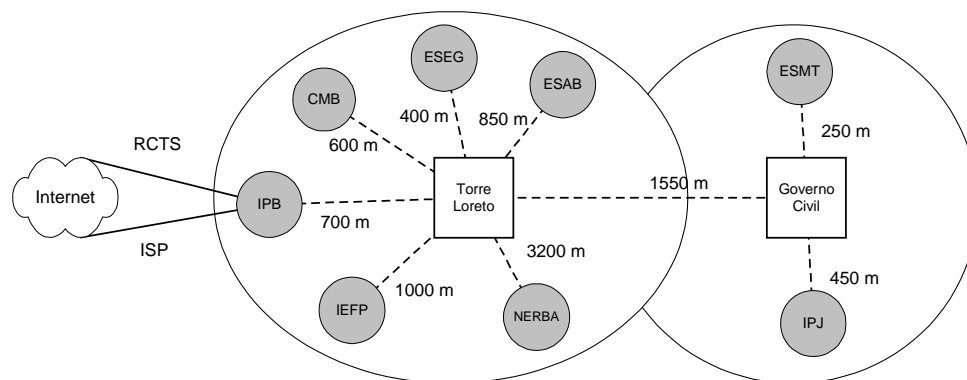 ESEG
ESMT
ESAB
CMB
400 m
850 m
250 m
600 m
RCTS
1550 m
Internet
IPB
Torre
Loreto
Governo
Civil
700 m
ISP
3200 m
450 m
1000 m
IEFP
NERBA
IPJ